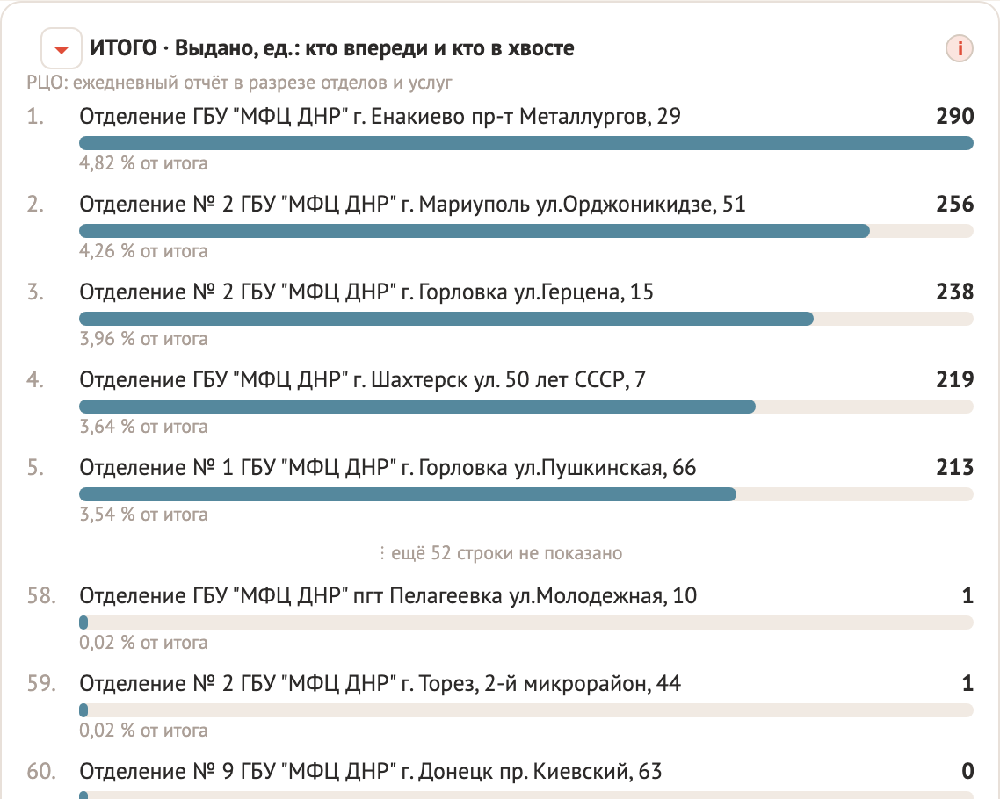 ИТОГО · Выдано, ед.: кто впереди и кто в хвосте
i
РЦО: ежедневный отчёт в разрезе отделов и услуг
1. Отделение ГБУ "МФЦ ДНР" г. Енакиево пр-т Металлургов, 29 290
4,82 % от итога
2. Отделение № 2 ГБУ "МФЦ ДНР" г. Мариуполь ул.Орджоникидзе, 51 256
4,26 % от итога
3. Отделение № 2 ГБУ "МФЦ ДНР" г. Горловка ул.Герцена, 15 238
3,96 % от итога
4. Отделение ГБУ "МФЦ ДНР" г. Шахтерск ул. 50 лет СССР, 7 219
3,64 % от итога
5. Отделение № 1 ГБУ "МФЦ ДНР" г. Горловка ул.Пушкинская, 66 213
3,54 % от итога
⋮ ещё 52 строки не показано
58. Отделение ГБУ "МФЦ ДНР" пгт Пелагеевка ул.Молодежная, 10 1
0,02 % от итога
59. Отделение № 2 ГБУ "МФЦ ДНР" г. Торез, 2-й микрорайон, 44 1
0,02 % от итога
60. Отделение № 9 ГБУ "МФЦ ДНР" г. Донецк пр. Киевский, 63 0